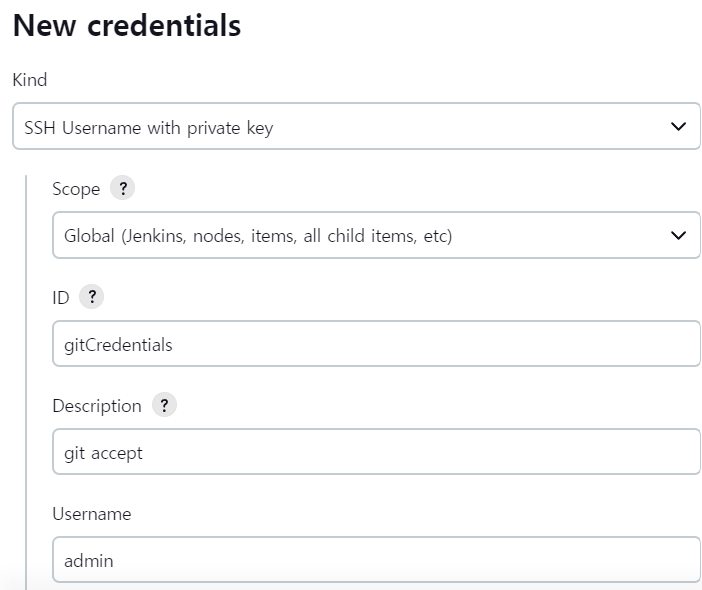 New credentials
Kind
SSH Username with private key
Scope ?
Global (Jenkins, nodes, items, all child items, etc)
ID ?
gitCredentials
Description ?
git accept
Username
admin